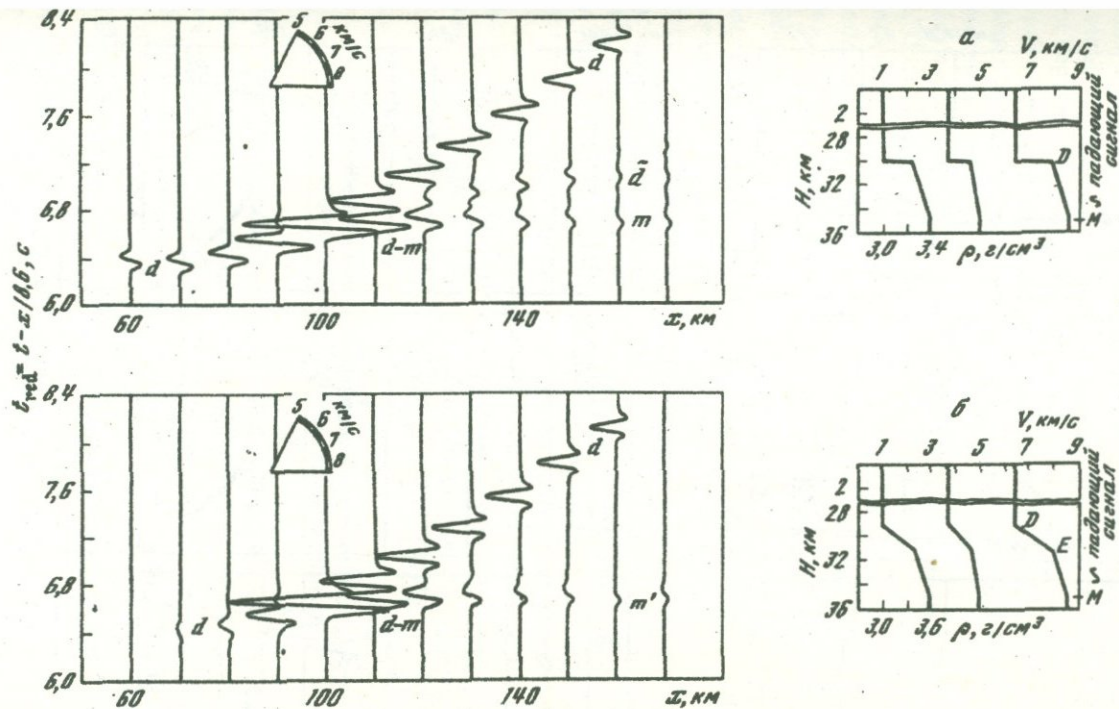 8,4
7,6
6,8
6,0
t red = t - x/8,6, с
5
6
7
8
км/с
d
d-m
d
d̄
m
60
100
140
x, км
а
V, км/с
1 3 5 7 9
2
28
32
36
H, км
D
M
падающий сигнал
3,0 3,4 ρ, г/см³
8,4
7,6
6,8
6,0
5
6
7
8
км/с
d
d-m
d
m'
60
100
140
x, км
б
V, км/с
1 3 5 7 9
2
28
32
36
H, км
D
E
M
падающий сигнал
3,0 3,6 ρ, г/см³